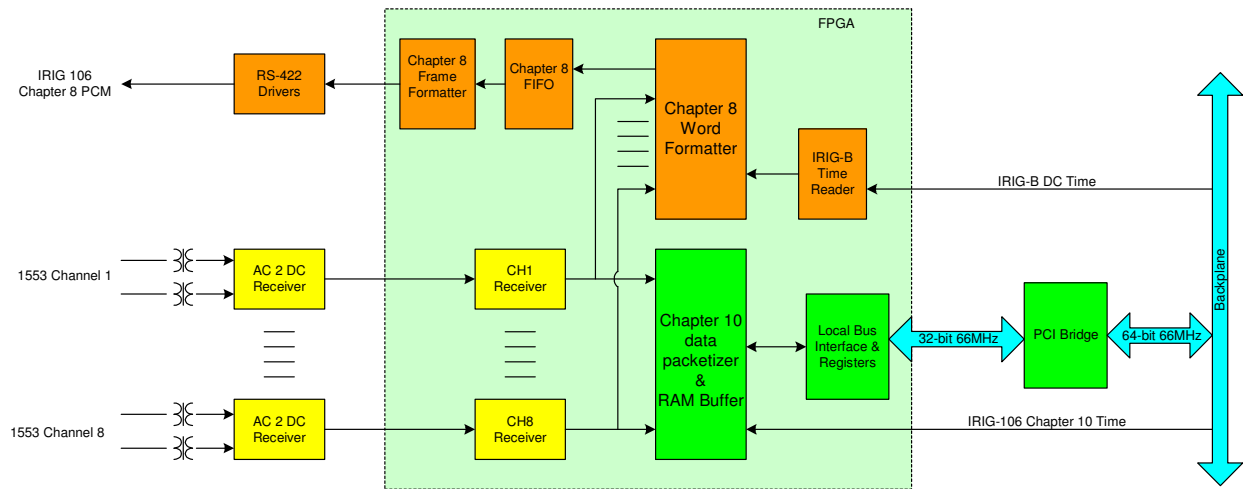 FPGA
IRIG 106
Chapter 8 PCM
RS-422
Drivers
Chapter 8
Frame
Formatter
Chapter 8
FIFO
Chapter 8
Word
Formatter
IRIG-B
Time
Reader
IRIG-B DC Time
1553 Channel 1
AC 2 DC
Receiver
CH1
Receiver
Chapter 10
data
packetizer
&
RAM Buffer
Local Bus
Interface &
Registers
32-bit 66MHz
PCI Bridge
64-bit 66MHz
Backplane
1553 Channel 8
AC 2 DC
Receiver
CH8
Receiver
IRIG-106 Chapter 10 Time